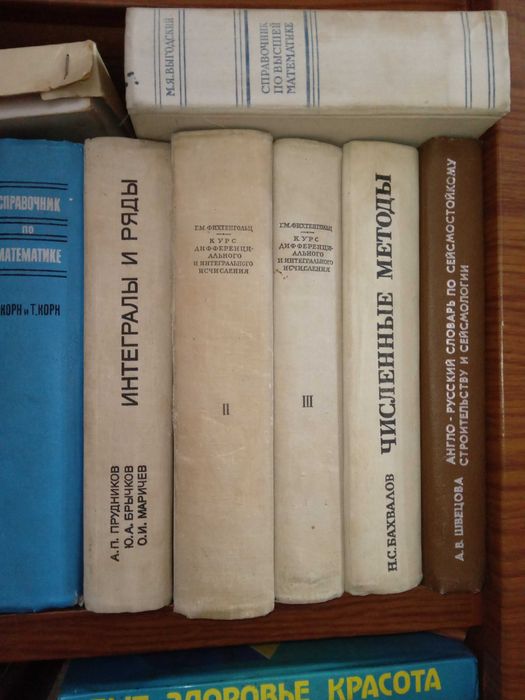 М.Я. ВЫГОДСКИЙ
СПРАВОЧНИК
ПО ВЫСШЕЙ
МАТЕМАТИКЕ
СПРАВОЧНИК
ПО
МАТЕМАТИКЕ
КОРН и Т. КОРН
ИНТЕГРАЛЫ И РЯДЫ
А.П. ПРУДНИКОВ
Ю.А. БРЫЧКОВ
О.И. МАРИЧЕВ
Г.М. ФИХТЕНГОЛЬЦ
КУРС
ДИФФЕРЕНЦИ-
АЛЬНОГО
И ИНТЕГРАЛЬНОГО
ИСЧИСЛЕНИЯ
II
Г.М. ФИХТЕНГОЛЬЦ
КУРС
ДИФФЕРЕНЦИ-
АЛЬНОГО
И ИНТЕГРАЛЬНОГО
ИСЧИСЛЕНИЯ
III
Н.С. БАХВАЛОВ ЧИСЛЕННЫЕ МЕТОДЫ
А.В. ШВЕЦОВА
АНГЛО-РУССКИЙ СЛОВАРЬ ПО СЕЙСМОСТОЙКОМУ
СТРОИТЕЛЬСТВУ И СЕЙСМОЛОГИИ
ЗДОРОВЬЕ КРАСОТА